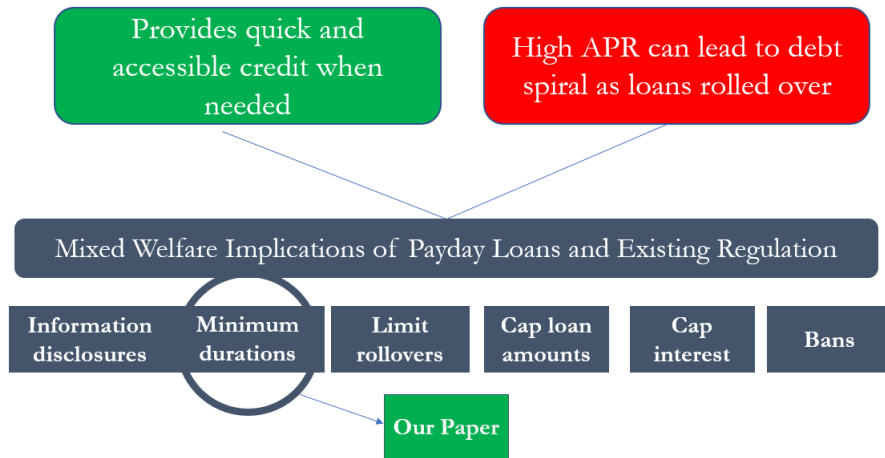 Provides quick and
accessible credit when
needed
High APR can lead to debt
spiral as loans rolled over
Mixed Welfare Implications of Payday Loans and Existing Regulation
Information
disclosures
Minimum
durations
Limit
rollovers
Cap loan
amounts
Cap
interest
Bans
Our Paper